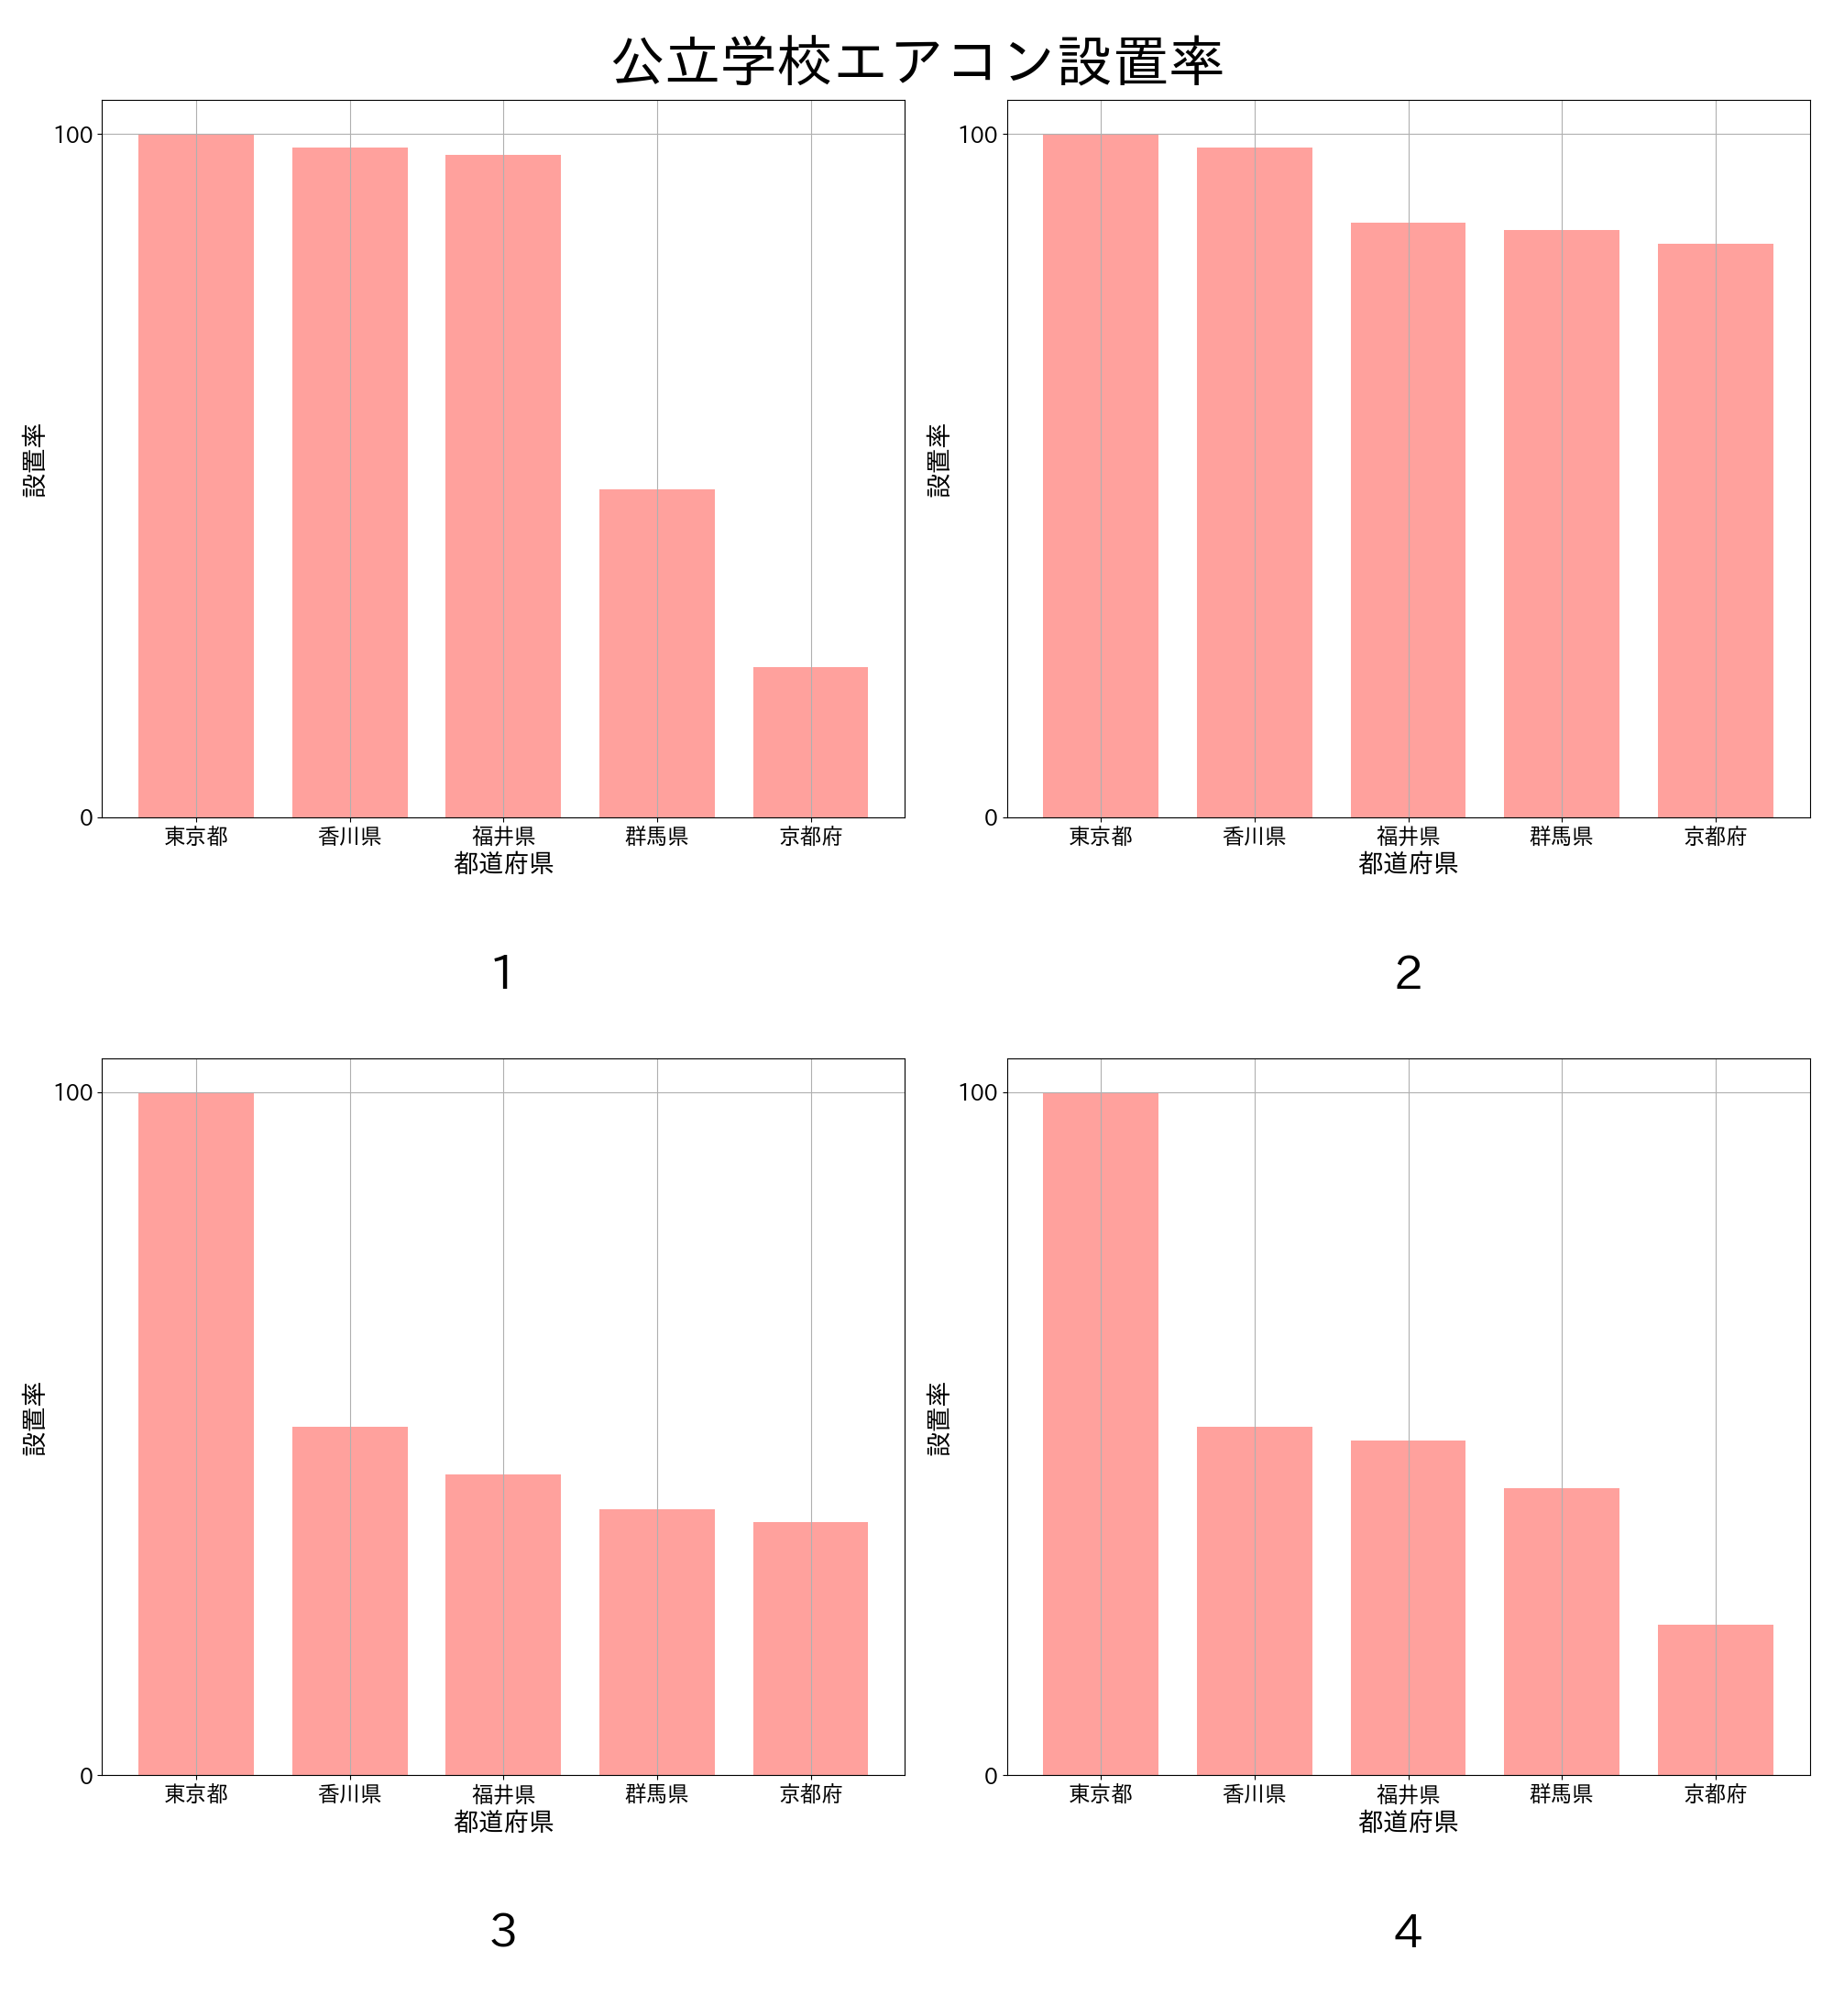 公立学校エアコン設置率
100
0
設置率
東京都 香川県 福井県 群馬県 京都府
都道府県
1
100
0
設置率
東京都 香川県 福井県 群馬県 京都府
都道府県
2
100
0
設置率
東京都 香川県 福井県 群馬県 京都府
都道府県
3
100
0
設置率
東京都 香川県 福井県 群馬県 京都府
都道府県
4